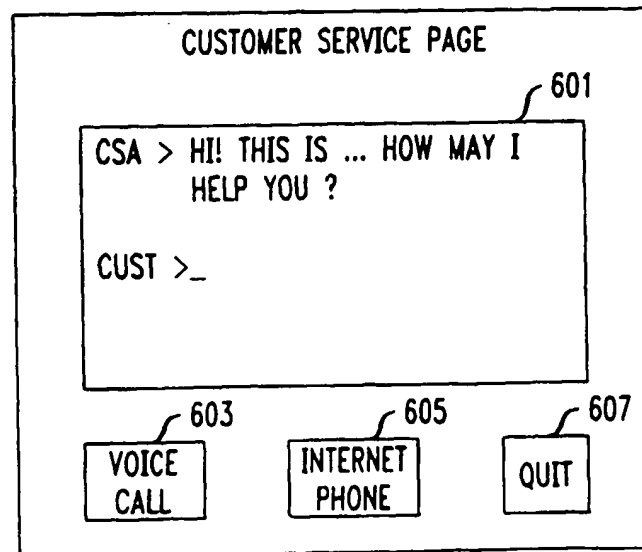 CUSTOMER SERVICE PAGE
601
CSA > HI! THIS IS ... HOW MAY I
HELP YOU ?
CUST >_
603
605
607
VOICE
CALL
INTERNET
PHONE
QUIT